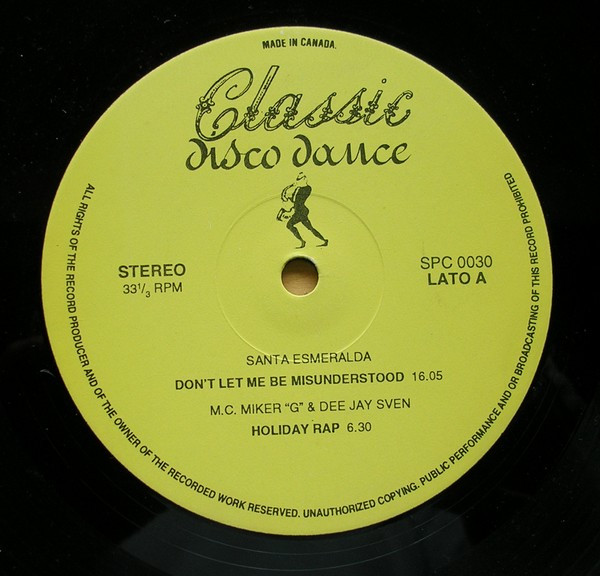 MADE IN CANADA.
Classic
disco dance
STEREO
33 1/3 RPM
SPC 0030
LATO A
SANTA ESMERALDA
DON'T LET ME BE MISUNDERSTOOD 16.05
M.C. MIKER "G" & DEE JAY SVEN
HOLIDAY RAP 6.30
ALL RIGHTS OF THE RECORD PRODUCER AND OF THE OWNER OF THE RECORDED WORK RESERVED. UNAUTHORIZED COPYING. PUBLIC PERFORMANCE AND/OR BROADCASTING OF THIS RECORD PROHIBITED